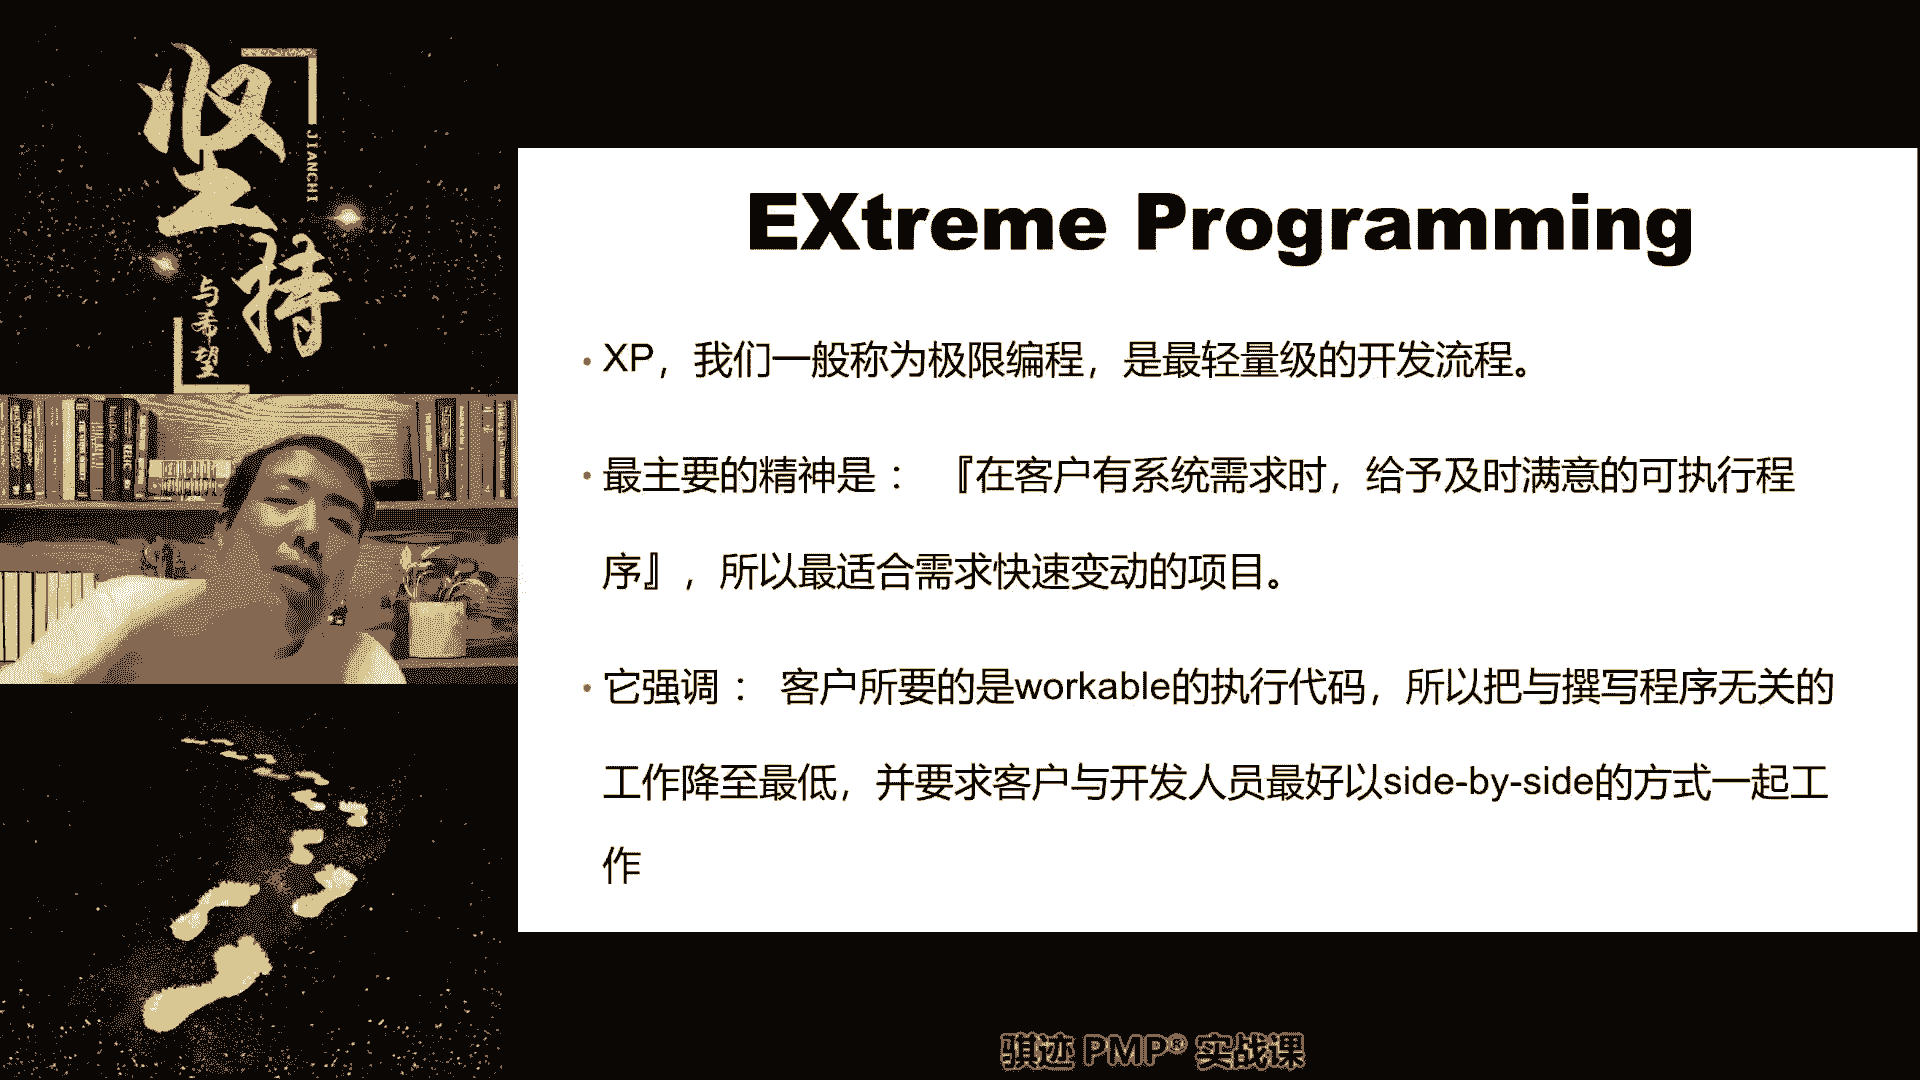 坚持
JIANCHI
与希望
EXtreme Programming
• XP，我们一般称为极限编程，是最轻量级的开发流程。
• 最主要的精神是： 『在客户有系统需求时，给予及时满意的可执行程
序』，所以最适合需求快速变动的项目。
• 它强调： 客户所要的是workable的执行代码，所以把与撰写程序无关的
工作降至最低，并要求客户与开发人员最好以side-by-side的方式一起工
作
骐迹 PMP® 实战课